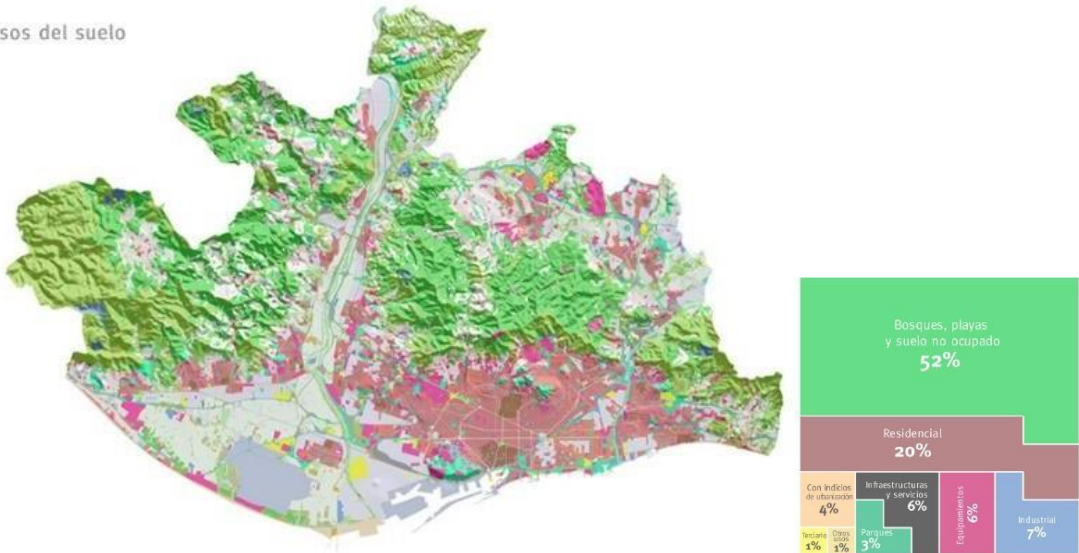 sos del suelo
Bosques, playas
y suelo no ocupado
52%
Residencial
20%
Con indicios
de urbanización
4%
Infraestructuras
y servicios
6%
Equipamientos
6%
Industrial
7%
Terciario
1%
Otros
usos
1%
Parques
3%